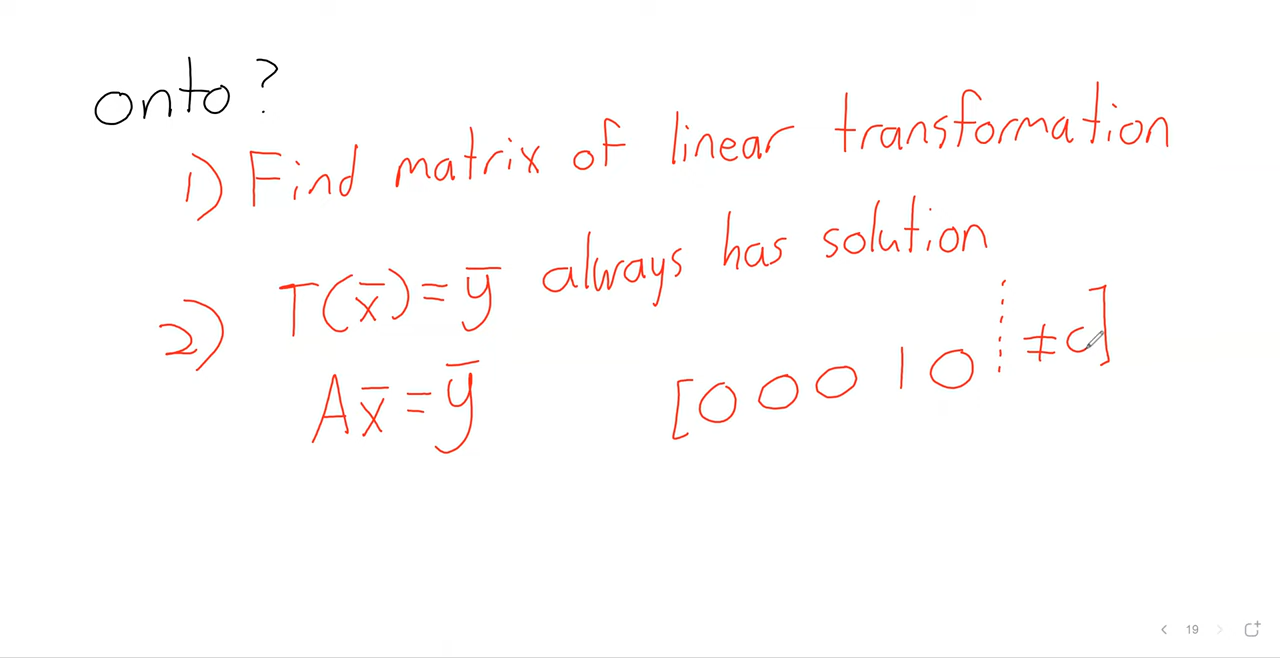 onto?
1) Find matrix of linear transformation
2) T(x̄) = ȳ always has solution
Ax̄ = ȳ
[0 0 0 1 0 ⋮ ≠ 0]
19